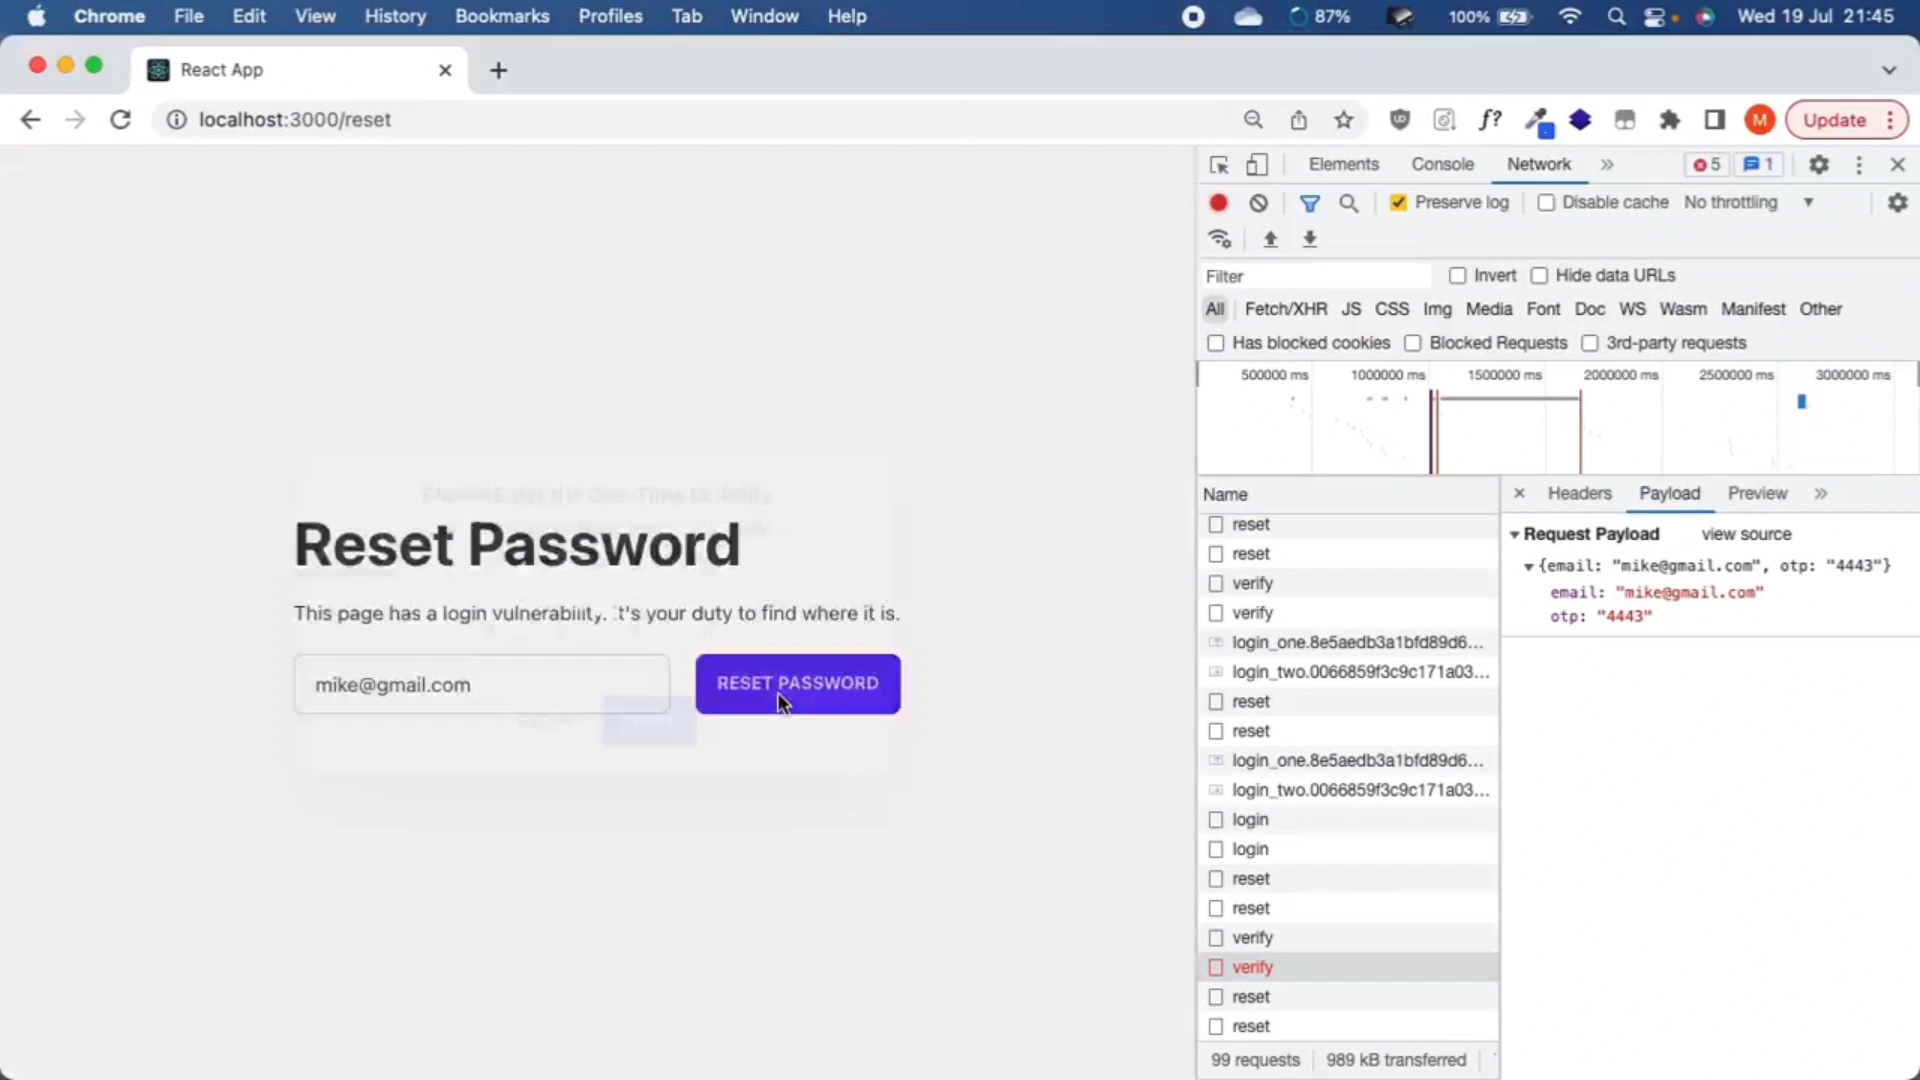 Chrome File Edit View History Bookmarks Profiles Tab Window Help 87% 100% Wed 19 Jul 21:45
React App
localhost:3000/reset f? M Update
Elements Console Network 5 1
Preserve log Disable cache No throttling
Filter Invert Hide data URLs
All Fetch/XHR JS CSS Img Media Font Doc WS Wasm Manifest Other
Has blocked cookies Blocked Requests 3rd-party requests
500000 ms 1000000 ms 1500000 ms 2000000 ms 2500000 ms 3000000 ms
Reset Password
This page has a login vulnerability. It's your duty to find where it is.
mike@gmail.com RESET PASSWORD
Name
reset
reset
verify
verify
login_one.8e5aedb3a1bfd89d6...
login_two.0066859f3c9c171a03...
reset
reset
login_one.8e5aedb3a1bfd89d6...
login_two.0066859f3c9c171a03...
login
login
reset
reset
verify
verify
reset
reset
99 requests 989 kB transferred
Headers Payload Preview
Request Payload view source
{email: "mike@gmail.com", otp: "4443"}
email: "mike@gmail.com"
otp: "4443"